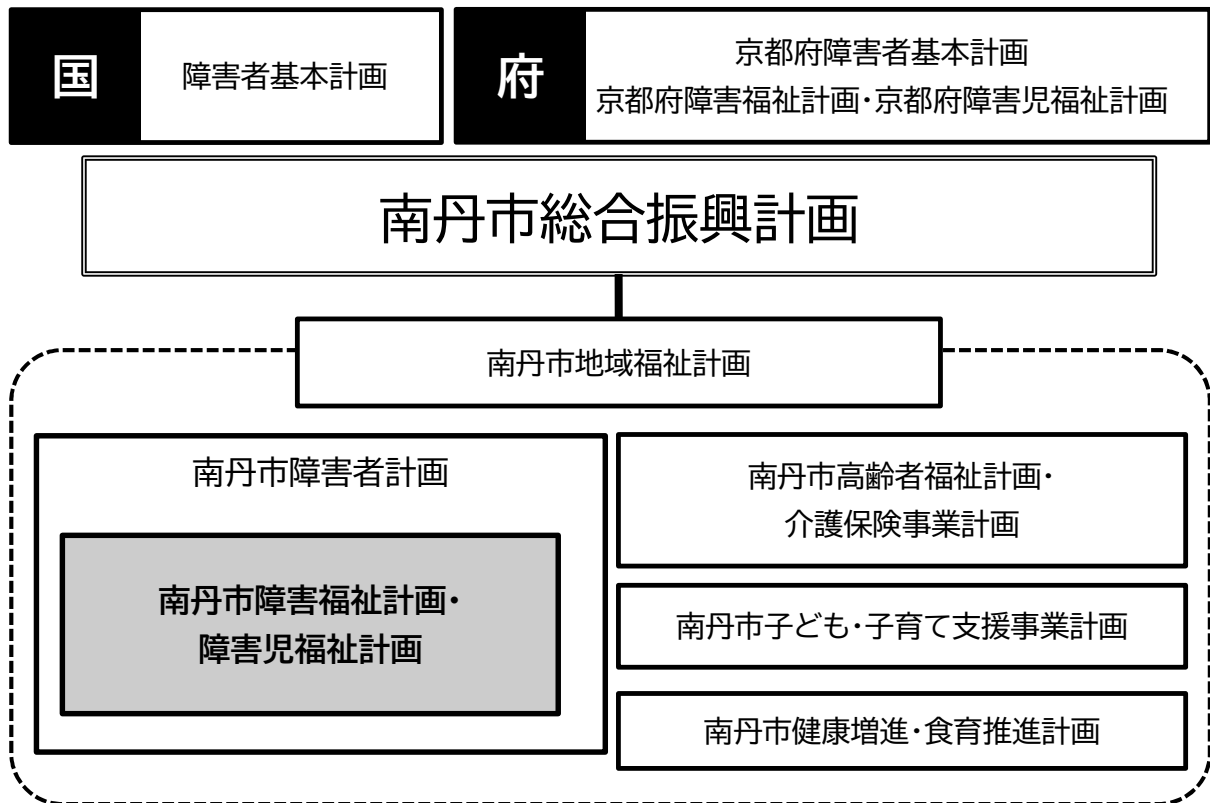 国
障害者基本計画
府
京都府障害者基本計画
京都府障害福祉計画・京都府障害児福祉計画
南丹市総合振興計画
南丹市地域福祉計画
南丹市障害者計画
南丹市障害福祉計画・
障害児福祉計画
南丹市高齢者福祉計画・
介護保険事業計画
南丹市子ども・子育て支援事業計画
南丹市健康増進・食育推進計画